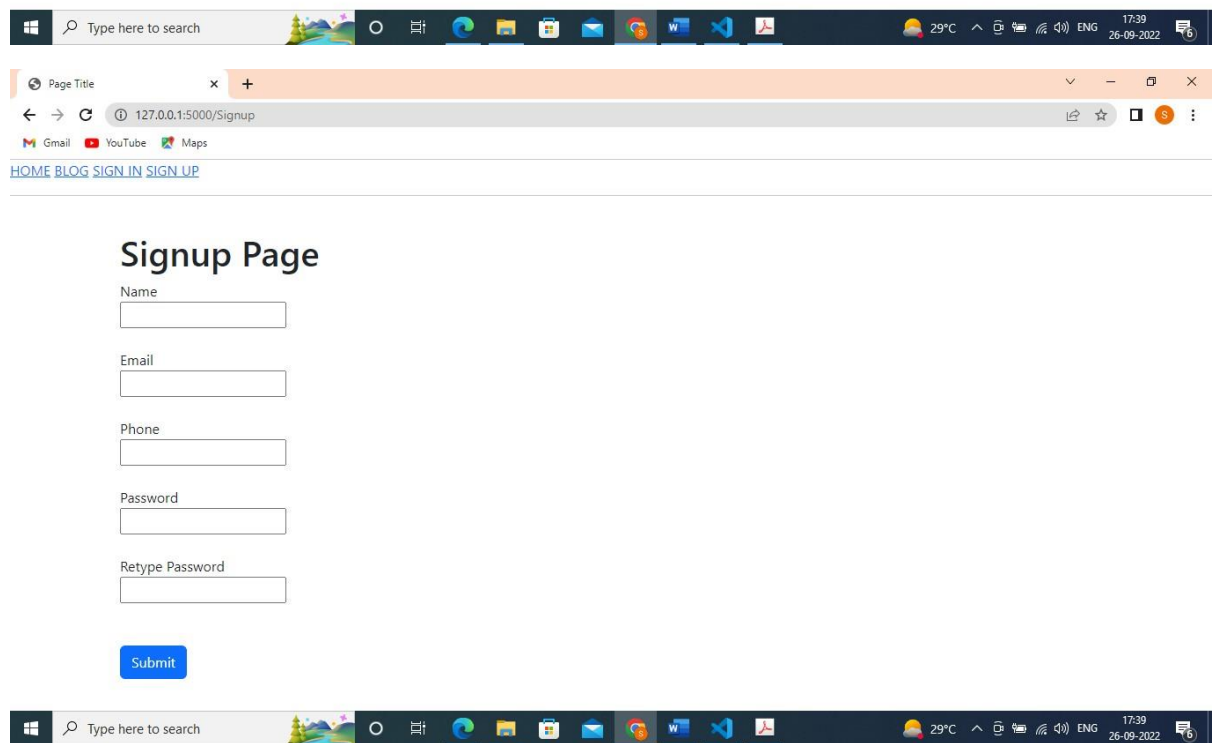 Type here to search
29°C ENG 17:39
26-09-2022
6
Page Title
127.0.0.1:5000/Signup
S
Gmail YouTube Maps
HOME BLOG SIGN IN SIGN UP
Signup Page
Name
Email
Phone
Password
Retype Password
Submit
Type here to search
29°C ENG 17:39
26-09-2022
6